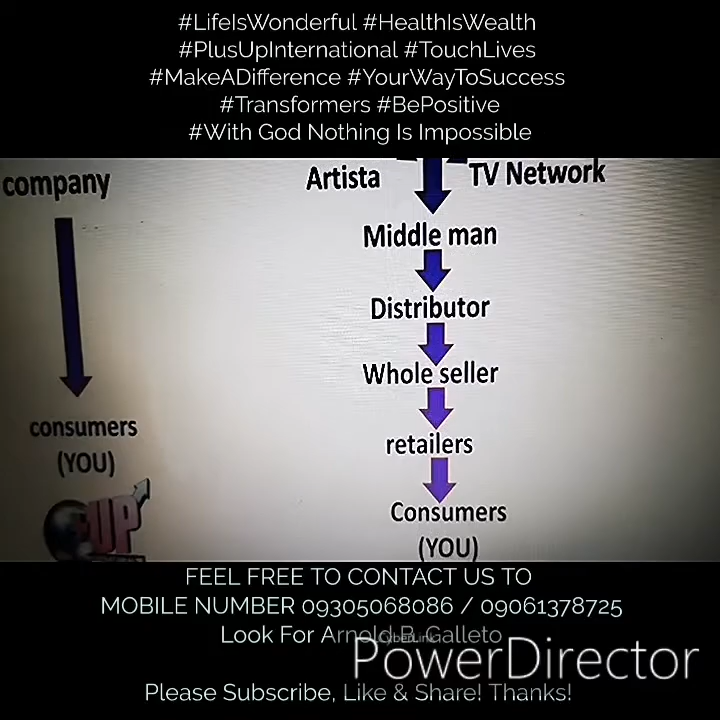 #LifeIsWonderful #HealthIsWealth
#PlusUpInternational #TouchLives
#MakeADifference #YourWayToSuccess
#Transformers #BePositive
#With God Nothing Is Impossible
company
Artista
TV Network
Middle man
Distributor
Whole seller
retailers
Consumers
(YOU)
consumers
(YOU)
UP
FEEL FREE TO CONTACT US TO
MOBILE NUMBER 09305068086 / 09061378725
Look For Arnold B. Galleto
CyberLink
PowerDirector
Please Subscribe, Like & Share! Thanks!